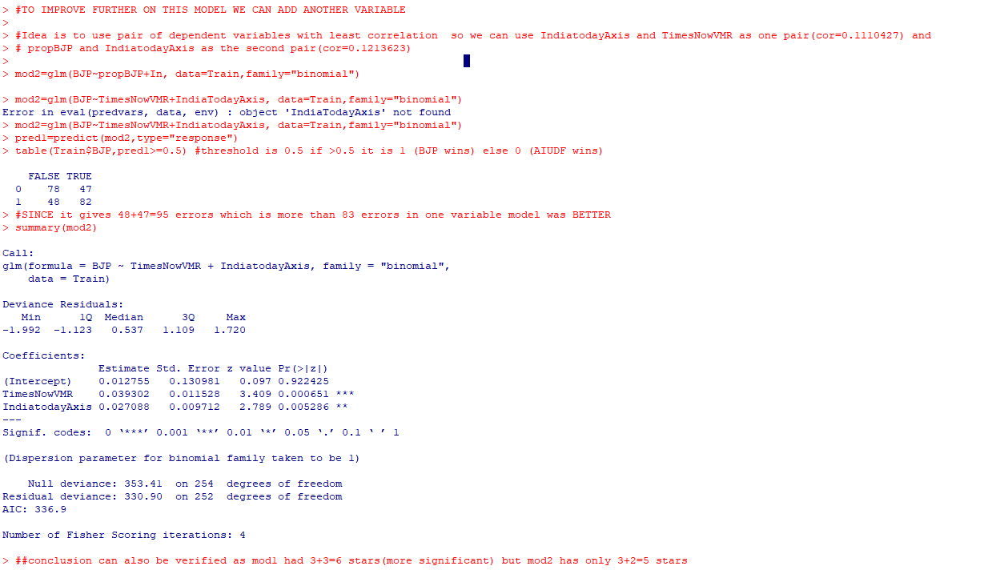 > #TO IMPROVE FURTHER ON THIS MODEL WE CAN ADD ANOTHER VARIABLE
>
> #Idea is to use pair of dependent variables with least correlation  so we can use IndiatodayAxis and TimesNowVMR as one pair(cor=0.1110427) and
> # propBJP and IndiatodayAxis as the second pair(cor=0.1213623)
>
> mod2=glm(BJP~propBJP+In, data=Train,family="binomial")
> mod2=glm(BJP~TimesNowVMR+IndiaTodayAxis, data=Train,family="binomial")
Error in eval(predvars, data, env) : object 'IndiaTodayAxis' not found
> mod2=glm(BJP~TimesNowVMR+IndiatodayAxis, data=Train,family="binomial")
> pred1=predict(mod2,type="response")
> table(Train$BJP,pred1>=0.5) #threshold is 0.5 if >0.5 it is 1 (BJP wins) else 0 (AIUDF wins)
    FALSE TRUE
  0    78   47
  1    48   82
> #SINCE it gives 48+47=95 errors which is more than 83 errors in one variable model was BETTER
> summary(mod2)
Call:
glm(formula = BJP ~ TimesNowVMR + IndiatodayAxis, family = "binomial",
    data = Train)
Deviance Residuals:
   Min      1Q  Median      3Q     Max
-1.992  -1.123   0.537   1.109   1.720
Coefficients:
               Estimate Std. Error z value Pr(>|z|)
(Intercept)    0.012755   0.130981   0.097 0.922425
TimesNowVMR    0.039302   0.011528   3.409 0.000651 ***
IndiatodayAxis 0.027088   0.009712   2.789 0.005286 **
---
Signif. codes:  0 ‘***’ 0.001 ‘**’ 0.01 ‘*’ 0.05 ‘.’ 0.1 ‘ ’ 1
(Dispersion parameter for binomial family taken to be 1)
    Null deviance: 353.41  on 254  degrees of freedom
Residual deviance: 330.90  on 252  degrees of freedom
AIC: 336.9
Number of Fisher Scoring iterations: 4
> ##conclusion can also be verified as mod1 had 3+3=6 stars(more significant) but mod2 has only 3+2=5 stars